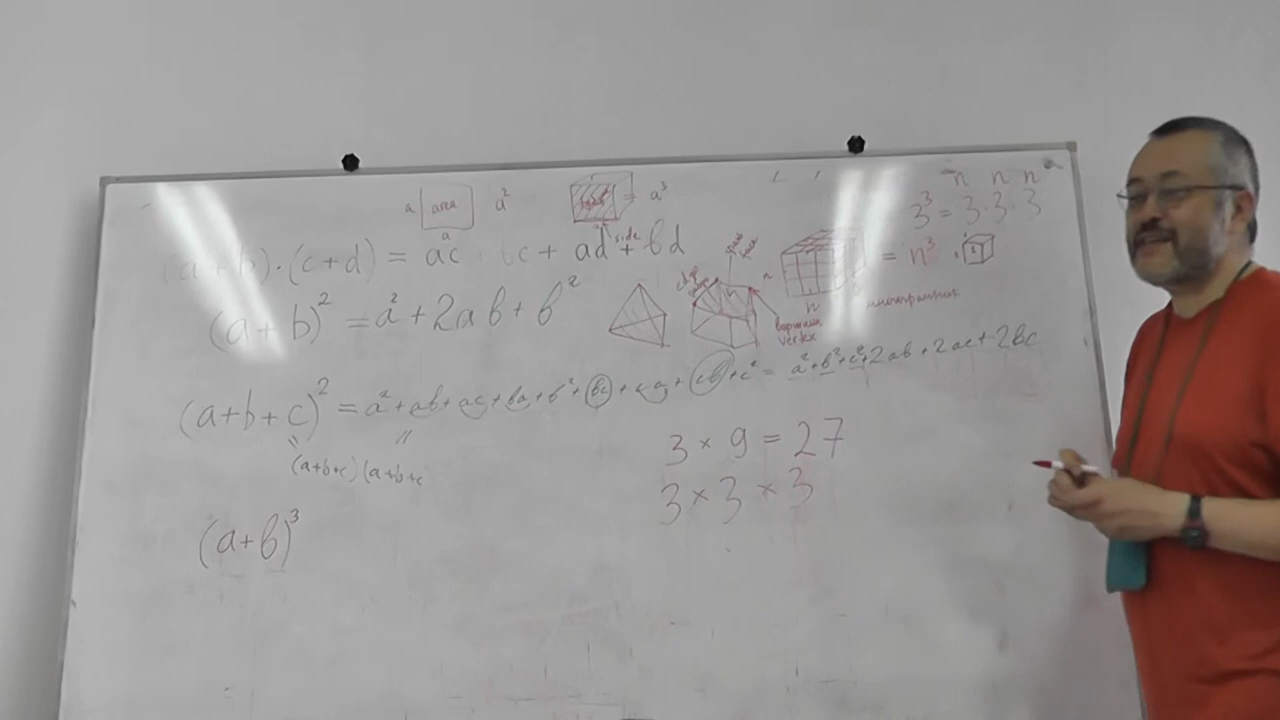 a area a² a³
a side
(a+b)·(c+d) = ac + bc + ad + bd
3³ = 3·3·3
n n n
= n³
n
(a+b)² = a² + 2ab + b²
n
многогранник
вершина
vertex
(a+b+c)² = a² + ab + ac + ba + b² + bc + ca + cb + c² = a² + b² + c² + 2ab + 2ac + 2bc
(a+b+c)(a+b+c
3 × 9 = 27
3 × 3 × 3
(a+b)³